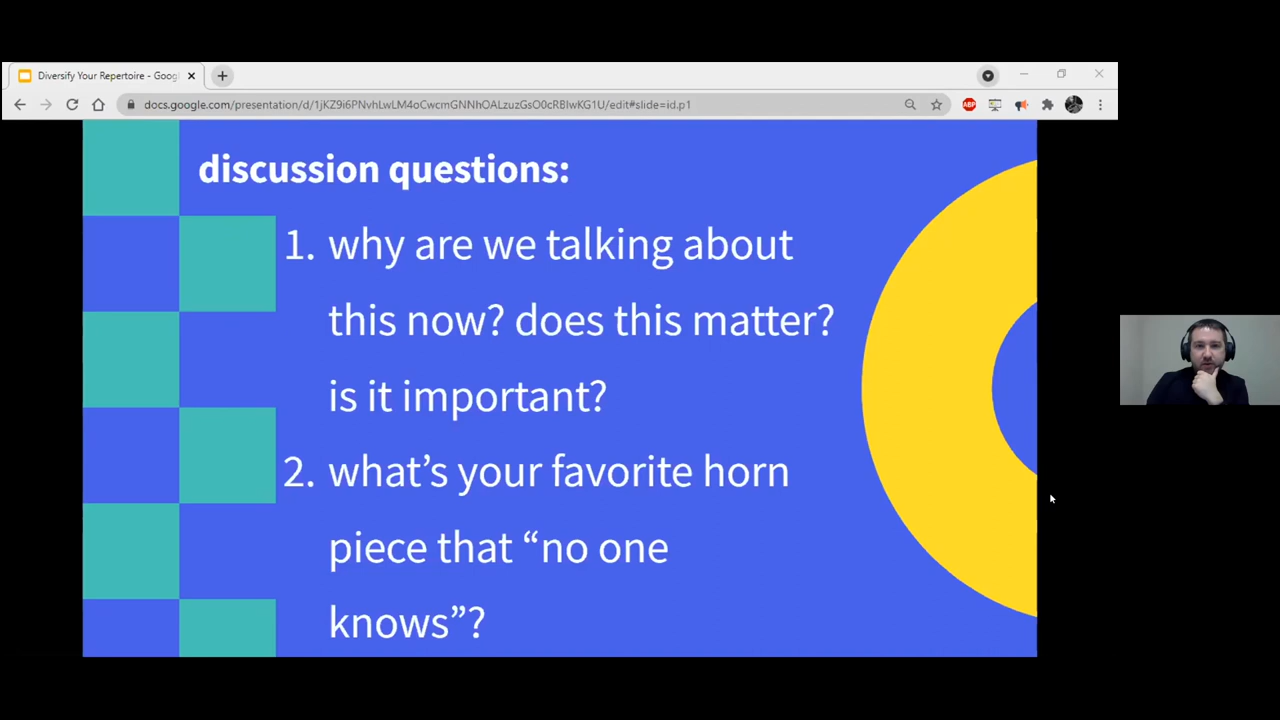 Diversify Your Repertoire - Goog
docs.google.com/presentation/d/1jKZ9i6PNvhLwLM4oCwcmGNNhOALzuzGsO0cRBlwKG1U/edit#slide=id.p1
ABP
discussion questions:
1. why are we talking about
this now? does this matter?
is it important?
2. what’s your favorite horn
piece that “no one
knows”?